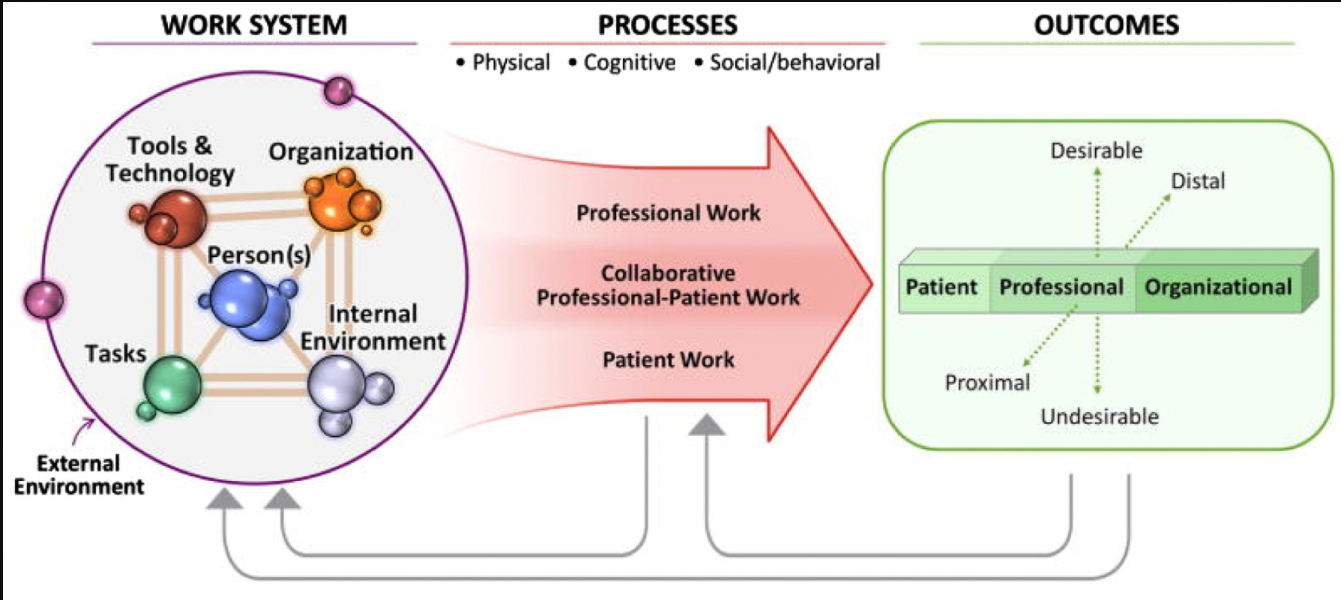 WORK SYSTEM
PROCESSES
OUTCOMES
• Physical • Cognitive • Social/behavioral
Tools &
Technology
Organization
Person(s)
Internal
Environment
Tasks
External
Environment
Professional Work
Collaborative
Professional-Patient Work
Patient Work
Desirable
Distal
Patient
Professional
Organizational
Proximal
Undesirable